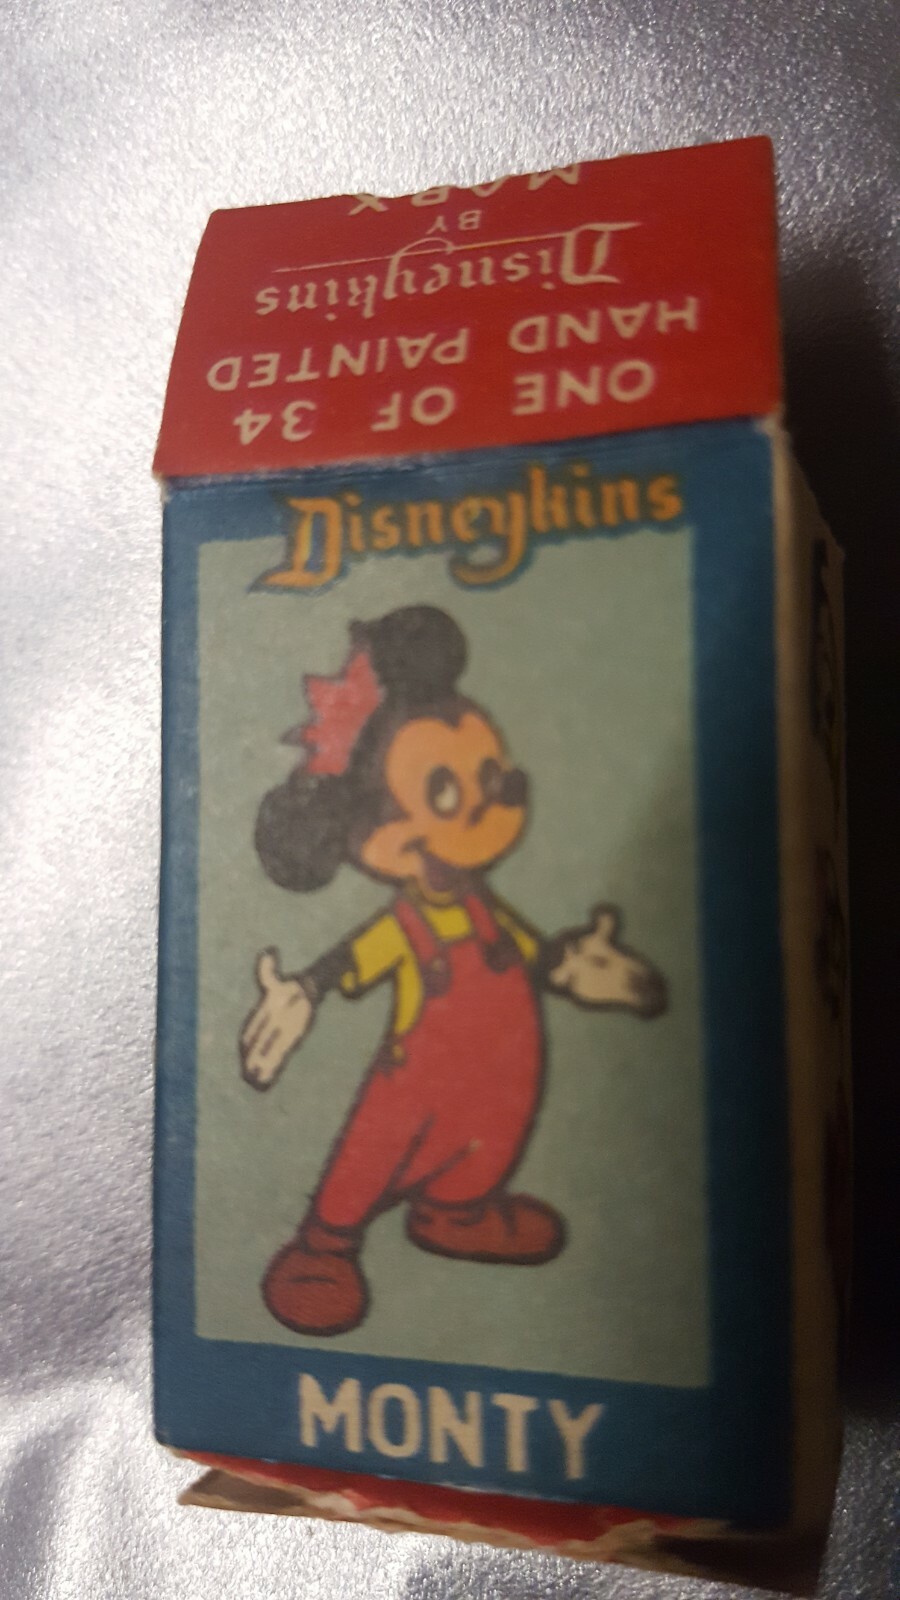 ONE OF 34
HAND PAINTED
Disneykins
BY
MARX
Disneykins
MONTY